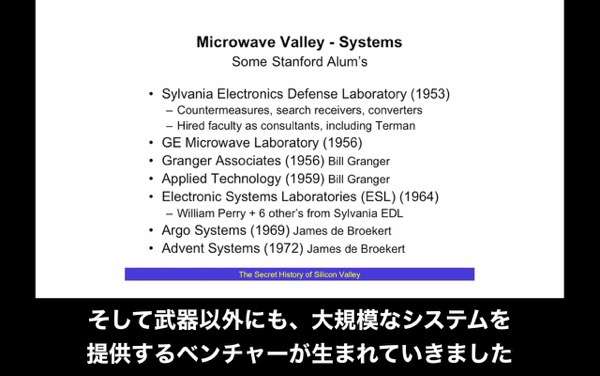 Microwave Valley - Systems
Some Stanford Alum's
• Sylvania Electronics Defense Laboratory (1953)
– Countermeasures, search receivers, converters
– Hired faculty as consultants, including Terman
• GE Microwave Laboratory (1956)
• Granger Associates (1956) Bill Granger
• Applied Technology (1959) Bill Granger
• Electronic Systems Laboratories (ESL) (1964)
– William Perry + 6 other's from Sylvania EDL
• Argo Systems (1969) James de Broekert
• Advent Systems (1972) James de Broekert
The Secret History of Silicon Valley
そして武器以外にも、大規模なシステムを
提供するベンチャーが生まれていきました